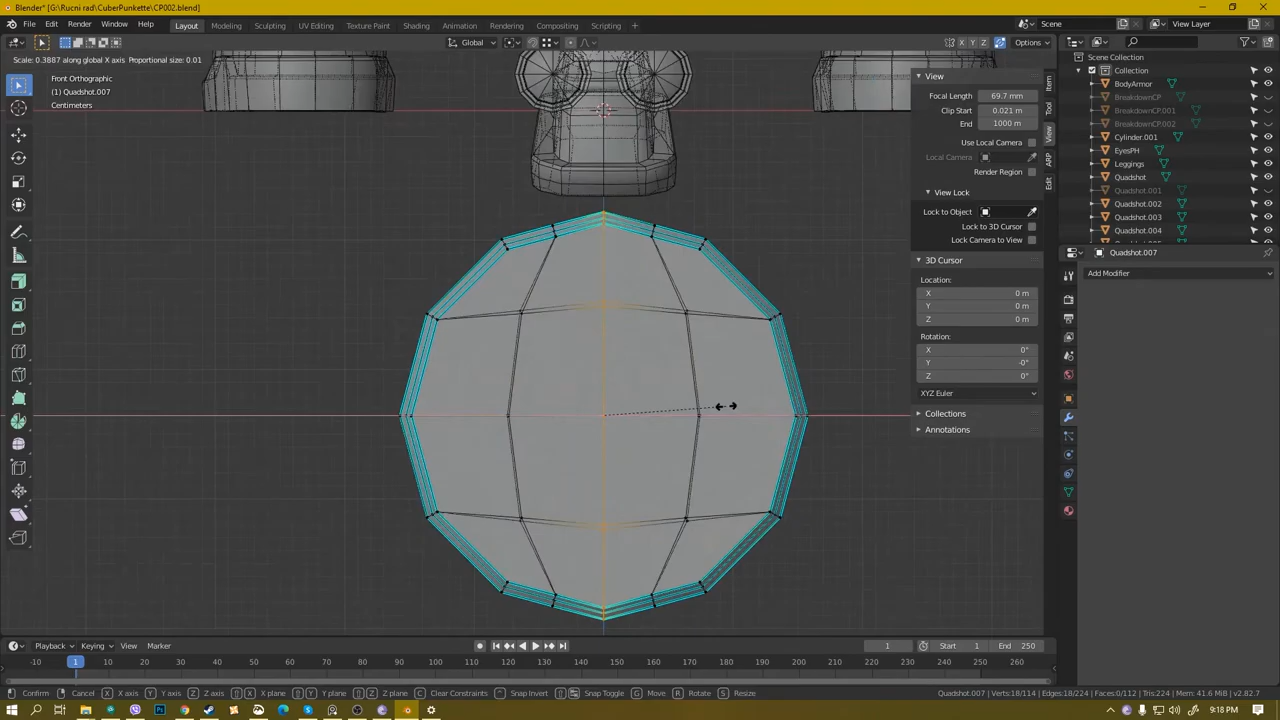 Blender* [G:\Rucni rad\CuberPunkette\CP002.blend]
File Edit Render Window Help Layout Modeling Sculpting UV Editing Texture Paint Shading Animation Rendering Compositing Scripting + Scene View Layer
Global X Y Z Options
Scale: 0.3887 along global X axis Proportional size: 0.01
Front Orthographic
(1) Quadshot.007
Centimeters
View
Focal Length 69.7 mm
Clip Start 0.021 m
End 1000 m
Use Local Camera
Local Camera
Render Region
View Lock
Lock to Object
Lock to 3D Cursor
Lock Camera to View
3D Cursor
Location:
X 0 m
Y 0 m
Z 0 m
Rotation:
X 0°
Y -0°
Z 0°
XYZ Euler
Collections
Annotations
Item
Tool
View
ARP
Edit
Scene Collection
Collection
BodyArmor
BreakdownCP
BreakdownCP.001
BreakdownCP.002
Cylinder.001
EyesPH
Leggings
Quadshot
Quadshot.001
Quadshot.002
Quadshot.003
Quadshot.004
Quadshot.007
Add Modifier
Playback Keying View Marker 1 Start 1 End 250
-10 1 10 20 30 40 50 60 70 80 90 100 110 120 130 140 150 160 170 180 190 200 210 220 230 240 250 260
Confirm Cancel X X axis Y Y axis Z Z axis X X plane Y Y plane Z Z plane C Clear Constraints Snap Invert Snap Toggle G Move R Rotate S Resize Quadshot.007 | Verts:18/114 | Edges:18/224 | Faces:0/112 | Tris:224 | Mem: 41.6 MiB | v2.82.7
9:18 PM